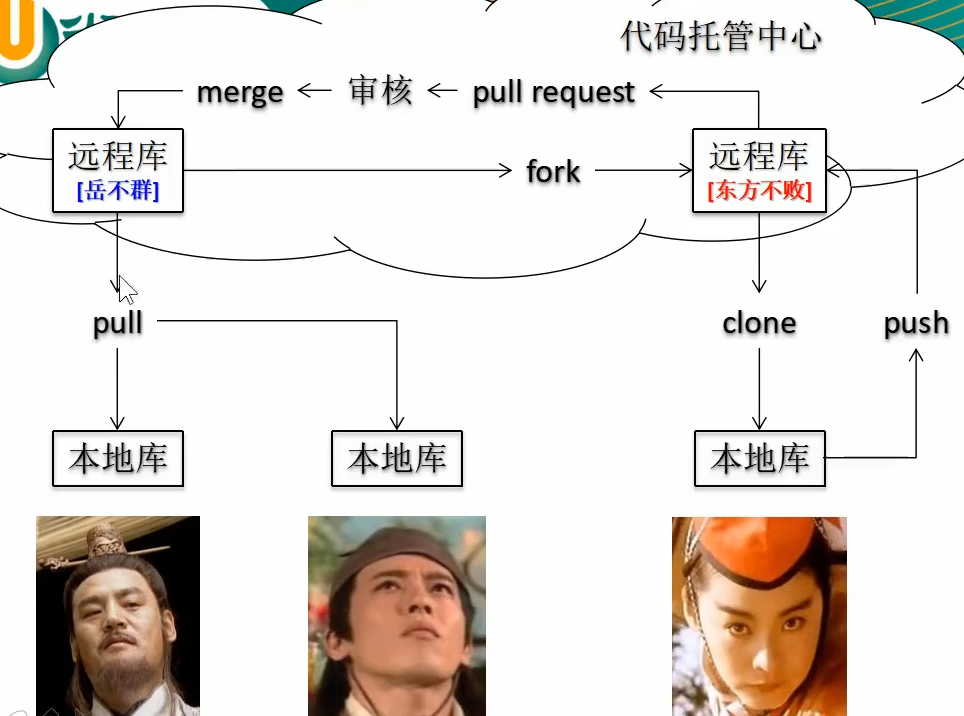 代码托管中心
merge
审核
pull request
远程库
[岳不群]
fork
远程库
[东方不败]
pull
clone
push
本地库
本地库
本地库